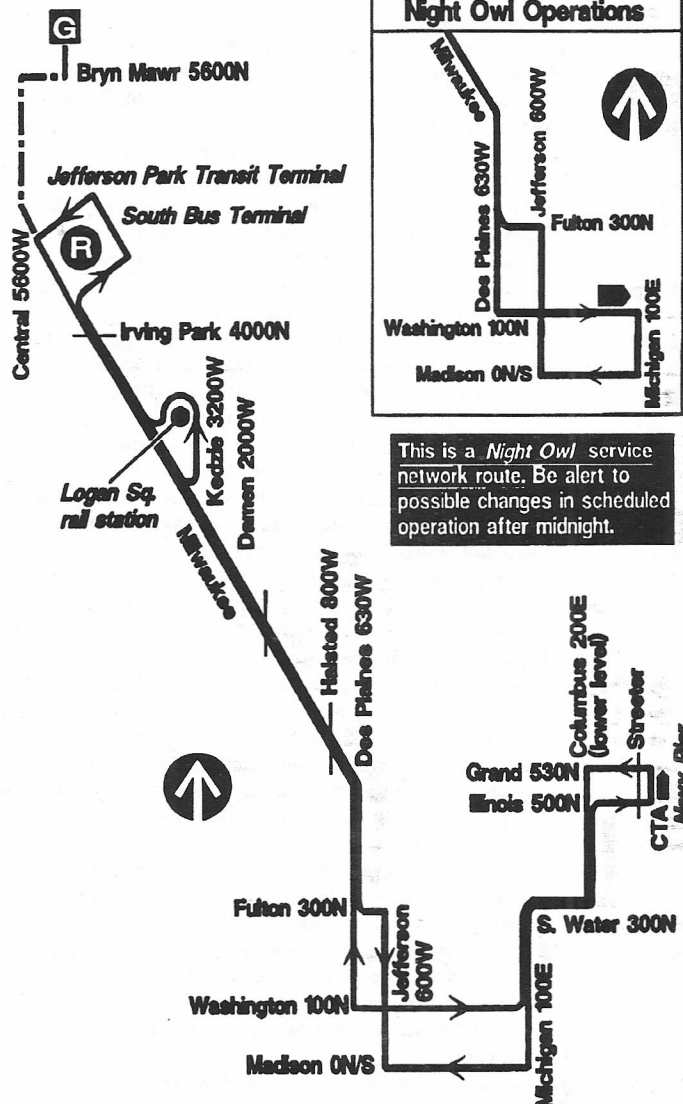 G
Bryn Mawr 5600N
Jefferson Park Transit Terminal
South Bus Terminal
R
Central 5600W
Irving Park 4000N
Kedzie 3200W
Damen 2000W
Logan Sq.
rail station
Milwaukee
Halsted 800W
Des Plaines 630W
Fulton 300N
Jefferson
600W
Washington 100N
Madison 0N/S
Michigan 100E
S. Water 300N
Columbus 200E
(lower level)
Streeter
Grand 530N
Illinois 500N
CTA
Navy Pier
Night Owl Operations
Milwaukee
Jefferson 600W
Des Plaines 630W
Fulton 300N
Washington 100N
Madison 0N/S
Michigan 100E
This is a Night Owl service
network route. Be alert to
possible changes in scheduled
operation after midnight.